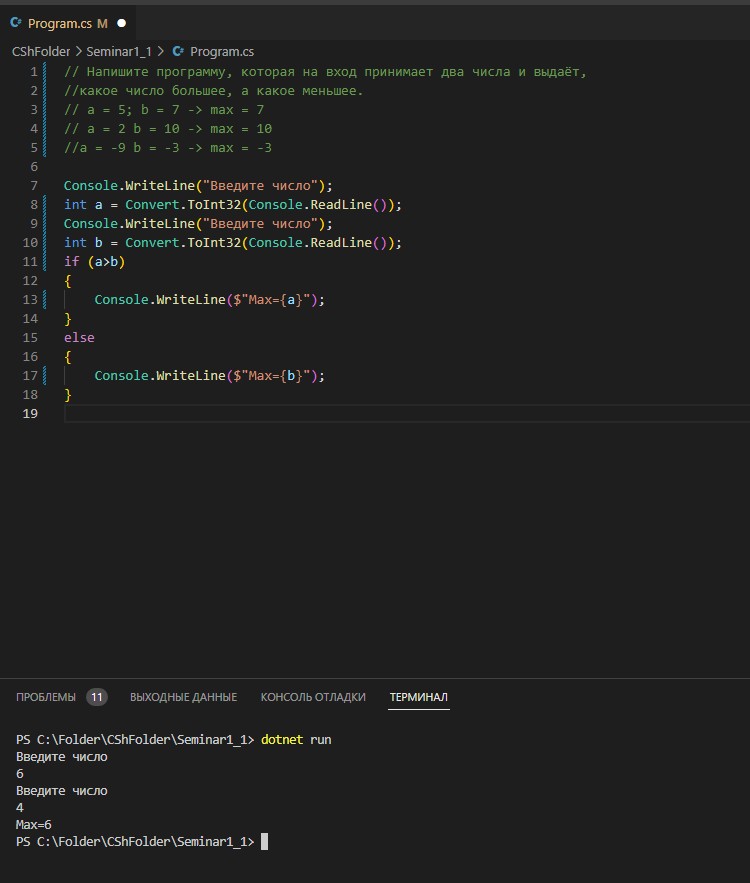 Program.cs M
CShFolder > Seminar1_1 > Program.cs
1 // Напишите программу, которая на вход принимает два числа и выдаёт,
2 //какое число большее, а какое меньшее.
3 // a = 5; b = 7 -> max = 7
4 // a = 2 b = 10 -> max = 10
5 //a = -9 b = -3 -> max = -3
6
7 Console.WriteLine("Введите число");
8 int a = Convert.ToInt32(Console.ReadLine());
9 Console.WriteLine("Введите число");
10 int b = Convert.ToInt32(Console.ReadLine());
11 if (a>b)
12 {
13     Console.WriteLine($"Max={a}");
14 }
15 else
16 {
17     Console.WriteLine($"Max={b}");
18 }
19
ПРОБЛЕМЫ 11 ВЫХОДНЫЕ ДАННЫЕ КОНСОЛЬ ОТЛАДКИ ТЕРМИНАЛ
PS C:\Folder\CShFolder\Seminar1_1> dotnet run
Введите число
6
Введите число
4
Max=6
PS C:\Folder\CShFolder\Seminar1_1>